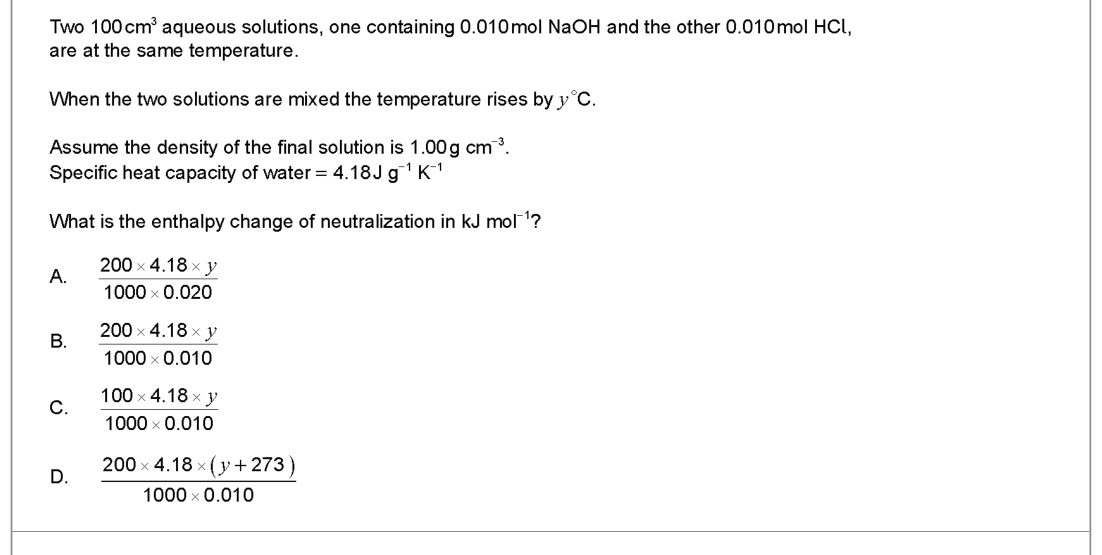 Two 100 cm³ aqueous solutions, one containing 0.010 mol NaOH and the other 0.010 mol HCl,
are at the same temperature.
When the two solutions are mixed the temperature rises by y °C.
Assume the density of the final solution is 1.00 g cm⁻³.
Specific heat capacity of water = 4.18 J g⁻¹ K⁻¹
What is the enthalpy change of neutralization in kJ mol⁻¹?
A.
200 × 4.18 × y
1000 × 0.020
B.
200 × 4.18 × y
1000 × 0.010
C.
100 × 4.18 × y
1000 × 0.010
D.
200 × 4.18 × (y + 273)
1000 × 0.010